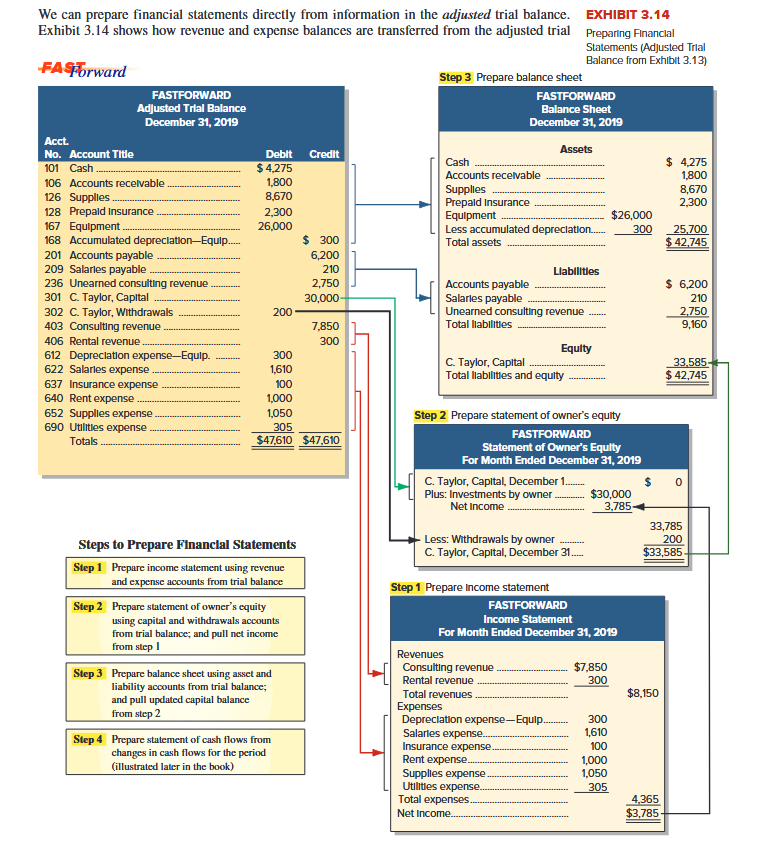 We can prepare financial statements directly from information in the adjusted trial balance.
Exhibit 3.14 shows how revenue and expense balances are transferred from the adjusted trial
EXHIBIT 3.14
Preparing Financial
Statements (Adjusted Trial
Balance from Exhibit 3.13)
FASTForward
FASTFORWARD
Adjusted Trial Balance
December 31, 2019
Acct.
No. Account Title Debit Credit
101 Cash $ 4,275
106 Accounts receivable 1,800
126 Supplies 8,670
128 Prepaid Insurance 2,300
167 Equipment 26,000
168 Accumulated depreciation—Equip. $ 300
201 Accounts payable 6,200
209 Salaries payable 210
236 Unearned consulting revenue 2,750
301 C. Taylor, Capital 30,000
302 C. Taylor, Withdrawals 200
403 Consulting revenue 7,850
406 Rental revenue 300
612 Depreciation expense—Equip. 300
622 Salaries expense 1,610
637 Insurance expense 100
640 Rent expense 1,000
652 Supplies expense 1,050
690 Utilities expense 305
Totals $47,610 $47,610
Steps to Prepare Financial Statements
Step 1 Prepare income statement using revenue
and expense accounts from trial balance
Step 2 Prepare statement of owner's equity
using capital and withdrawals accounts
from trial balance; and pull net income
from step 1
Step 3 Prepare balance sheet using asset and
liability accounts from trial balance;
and pull updated capital balance
from step 2
Step 4 Prepare statement of cash flows from
changes in cash flows for the period
(illustrated later in the book)
Step 3 Prepare balance sheet
FASTFORWARD
Balance Sheet
December 31, 2019
Assets
Cash $ 4,275
Accounts receivable 1,800
Supplies 8,670
Prepaid Insurance 2,300
Equipment $26,000
Less accumulated depreciation 300 25,700
Total assets $ 42,745
Liabilities
Accounts payable $ 6,200
Salaries payable 210
Unearned consulting revenue 2,750
Total liabilities 9,160
Equity
C. Taylor, Capital 33,585
Total liabilities and equity $ 42,745
Step 2 Prepare statement of owner's equity
FASTFORWARD
Statement of Owner's Equity
For Month Ended December 31, 2019
C. Taylor, Capital, December 1 $ 0
Plus: Investments by owner $30,000
Net Income 3,785
33,785
Less: Withdrawals by owner 200
C. Taylor, Capital, December 31 $33,585
Step 1 Prepare Income statement
FASTFORWARD
Income Statement
For Month Ended December 31, 2019
Revenues
Consulting revenue $7,850
Rental revenue 300
Total revenues $8,150
Expenses
Depreciation expense—Equip. 300
Salaries expense 1,610
Insurance expense 100
Rent expense 1,000
Supplies expense 1,050
Utilities expense 305
Total expenses 4,365
Net Income $3,785